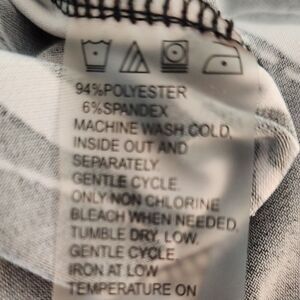 94%POLYESTER
6%SPANDEX
MACHINE WASH COLD,
INSIDE OUT AND
SEPARATELY
GENTLE CYCLE.
ONLY NON CHLORINE
BLEACH WHEN NEEDED.
TUMBLE DRY, LOW.
GENTLE CYCLE.
IRON AT LOW
TEMPERATURE ON